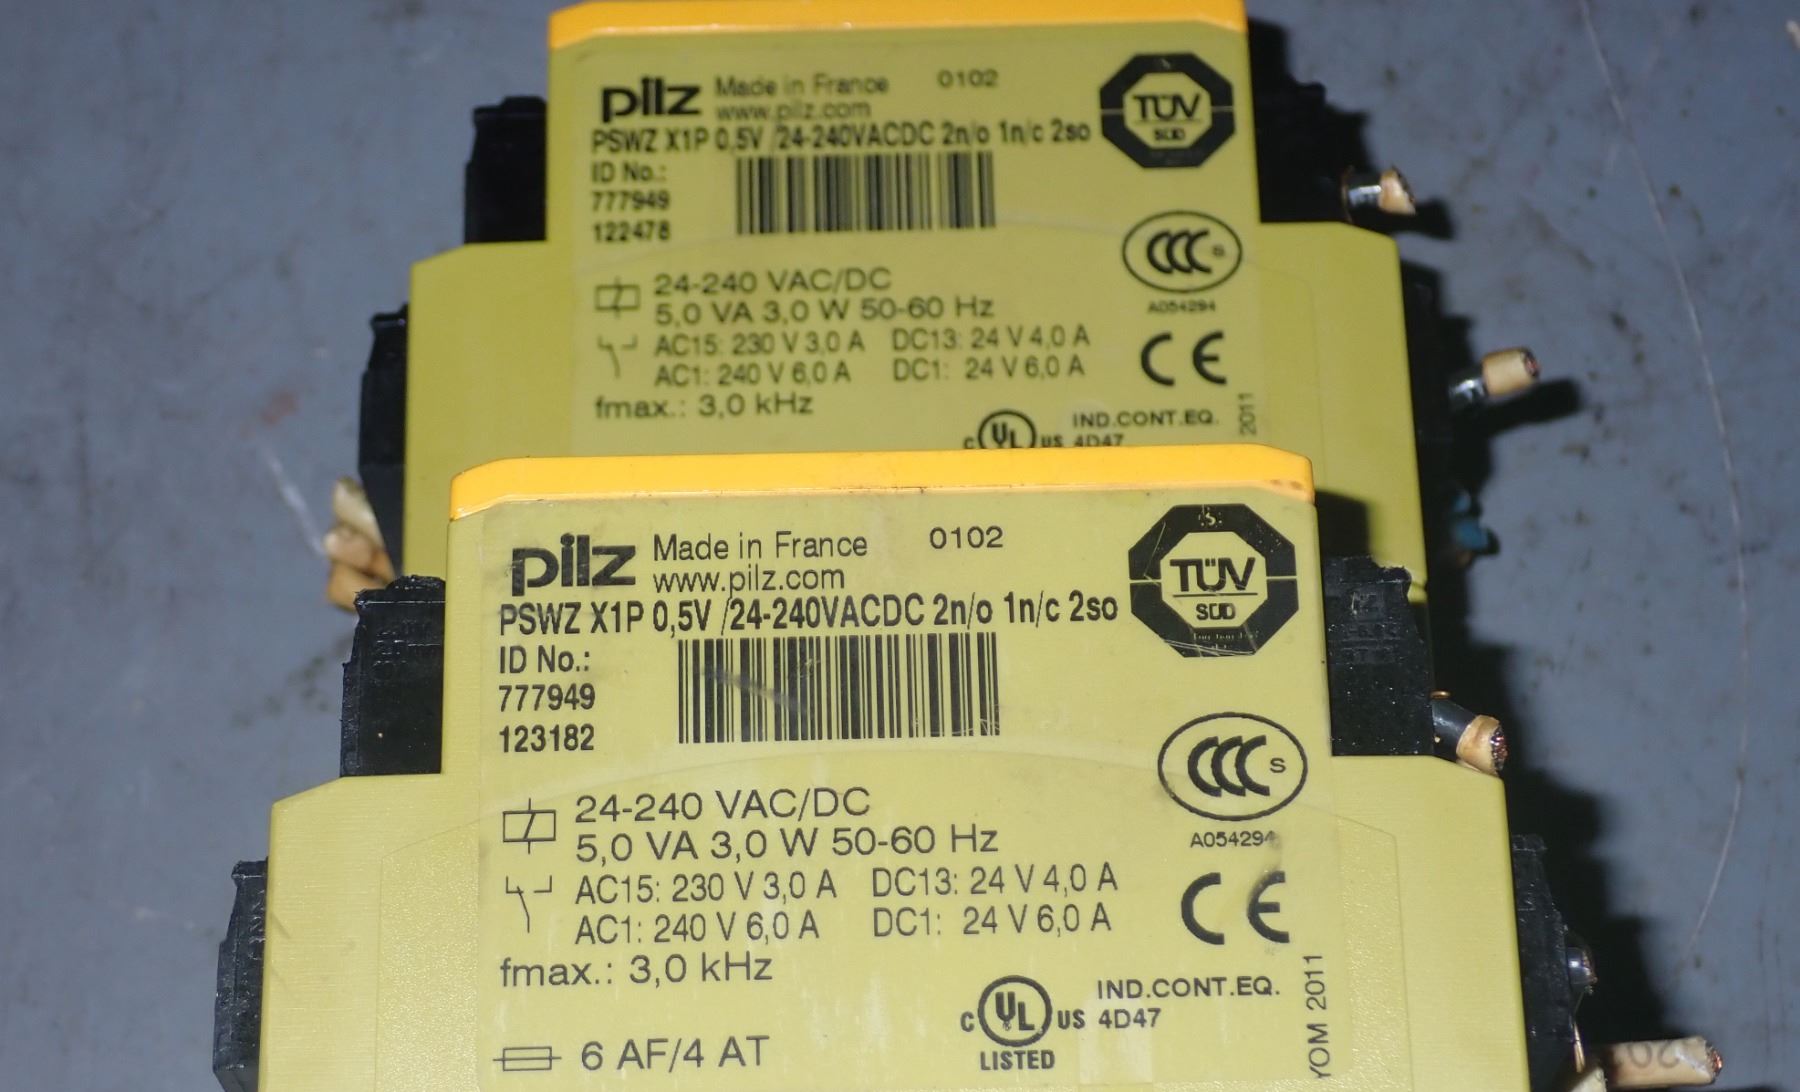 pilz Made in France 0102
www.pilz.com
PSWZ X1P 0,5V /24-240VACDC 2n/o 1n/c 2so
ID No.:
777949
122478
TÜV
SÜD
CCC S
A054294
24-240 VAC/DC
5,0 VA 3,0 W 50-60 Hz
AC15: 230 V 3,0 A DC13: 24 V 4,0 A
AC1: 240 V 6,0 A DC1: 24 V 6,0 A
CE
fmax.: 3,0 kHz
c UL us IND.CONT.EQ.
4D47
2011
pilz Made in France 0102
www.pilz.com
PSWZ X1P 0,5V /24-240VACDC 2n/o 1n/c 2so
ID No.:
777949
123182
TÜV
SÜD
CCC S
A054294
24-240 VAC/DC
5,0 VA 3,0 W 50-60 Hz
AC15: 230 V 3,0 A DC13: 24 V 4,0 A
AC1: 240 V 6,0 A DC1: 24 V 6,0 A
CE
fmax.: 3,0 kHz
c UL US IND.CONT.EQ.
4D47
LISTED
6 AF/4 AT
YOM 2011